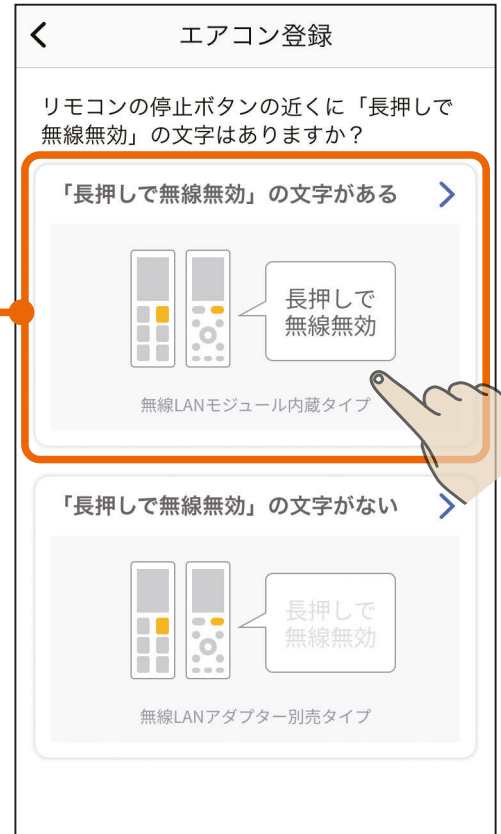 エアコン登録
リモコンの停止ボタンの近くに「長押しで
無線無効」の文字はありますか？
「長押しで無線無効」の文字がある
長押しで
無線無効
無線LANモジュール内蔵タイプ
「長押しで無線無効」の文字がない
長押しで
無線無効
無線LANアダプター別売タイプ